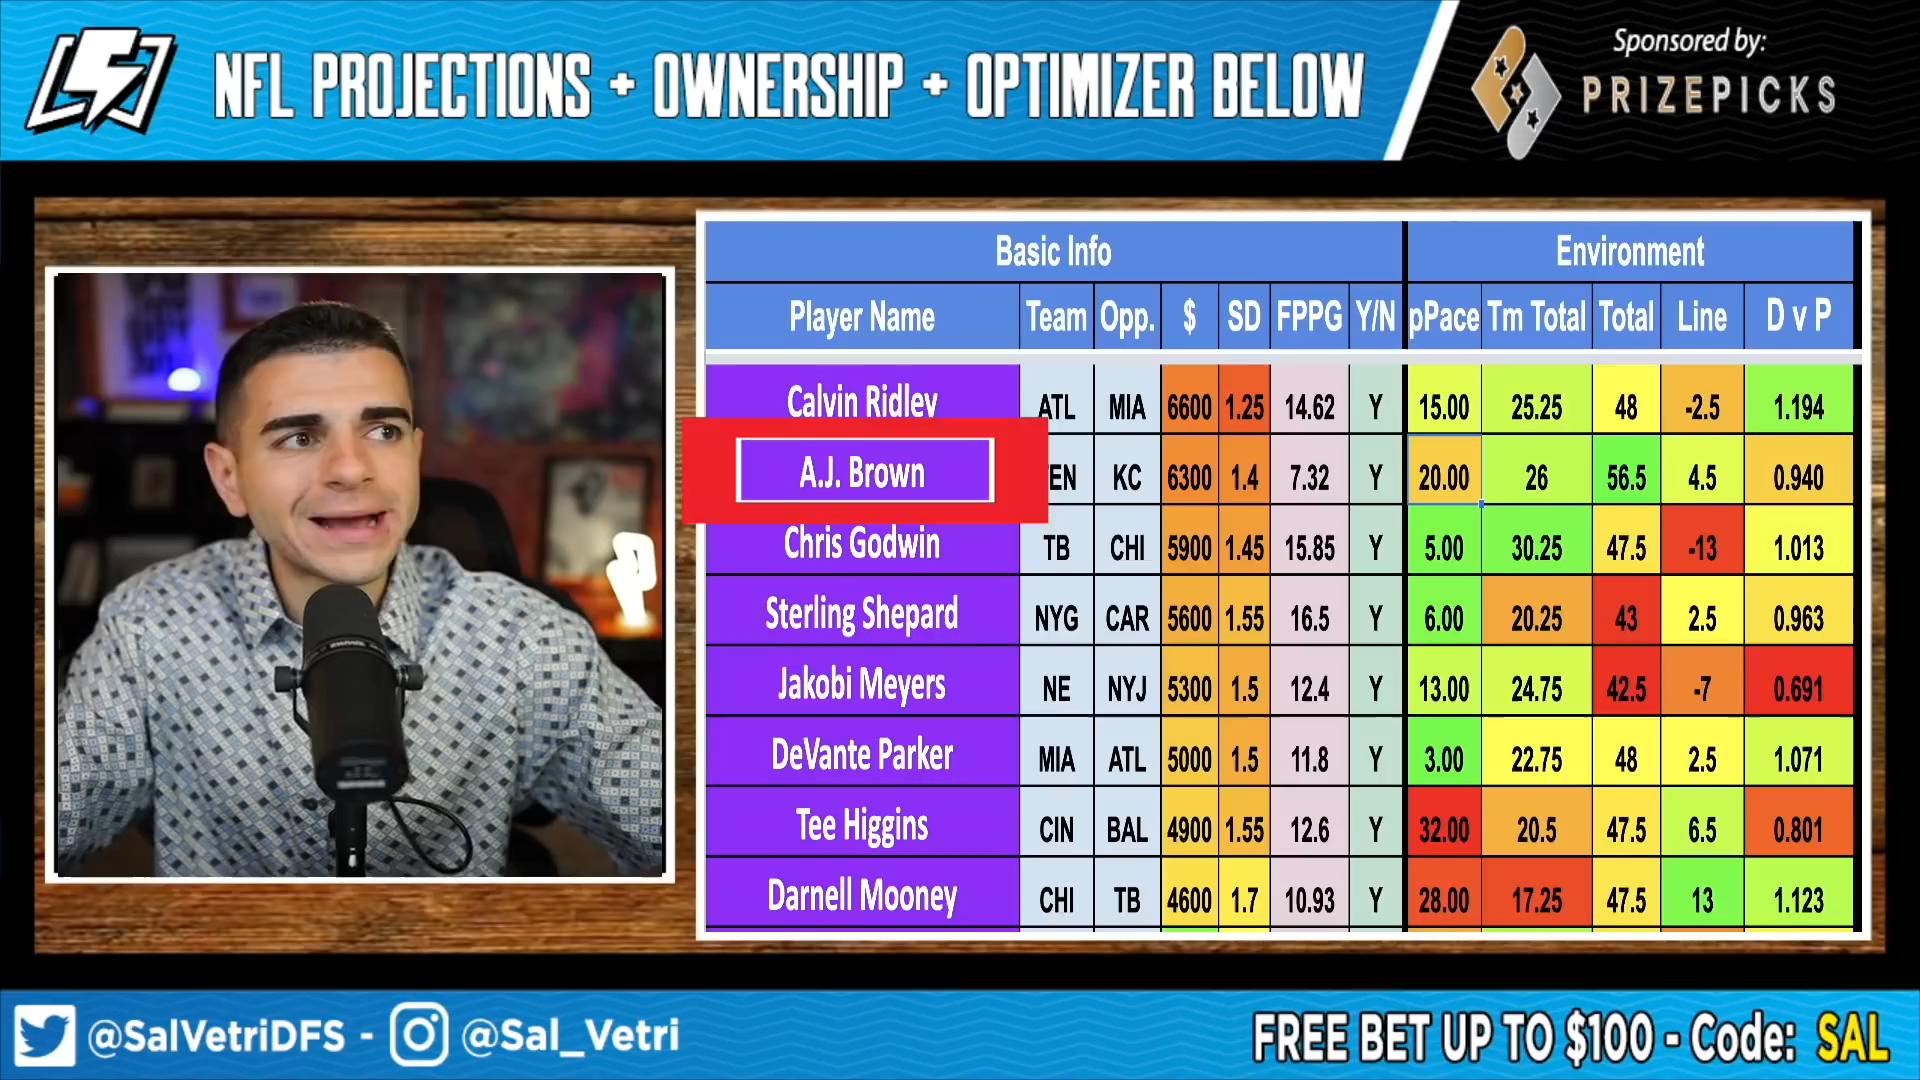 NFL PROJECTIONS + OWNERSHIP + OPTIMIZER BELOW
Sponsored by:
PRIZEPICKS
Basic Info Environment
Player Name Team Opp. $ SD FPPG Y/N pPace Tm Total Total Line D v P
Calvin Ridley ATL MIA 6600 1.25 14.62 Y 15.00 25.25 48 -2.5 1.194
A.J. Brown TEN KC 6300 1.4 7.32 Y 20.00 26 56.5 4.5 0.940
Chris Godwin TB CHI 5900 1.45 15.85 Y 5.00 30.25 47.5 -13 1.013
Sterling Shepard NYG CAR 5600 1.55 16.5 Y 6.00 20.25 43 2.5 0.963
Jakobi Meyers NE NYJ 5300 1.5 12.4 Y 13.00 24.75 42.5 -7 0.691
DeVante Parker MIA ATL 5000 1.5 11.8 Y 3.00 22.75 48 2.5 1.071
Tee Higgins CIN BAL 4900 1.55 12.6 Y 32.00 20.5 47.5 6.5 0.801
Darnell Mooney CHI TB 4600 1.7 10.93 Y 28.00 17.25 47.5 13 1.123
@SalVetriDFS - @Sal_Vetri
FREE BET UP TO $100 - Code: SAL